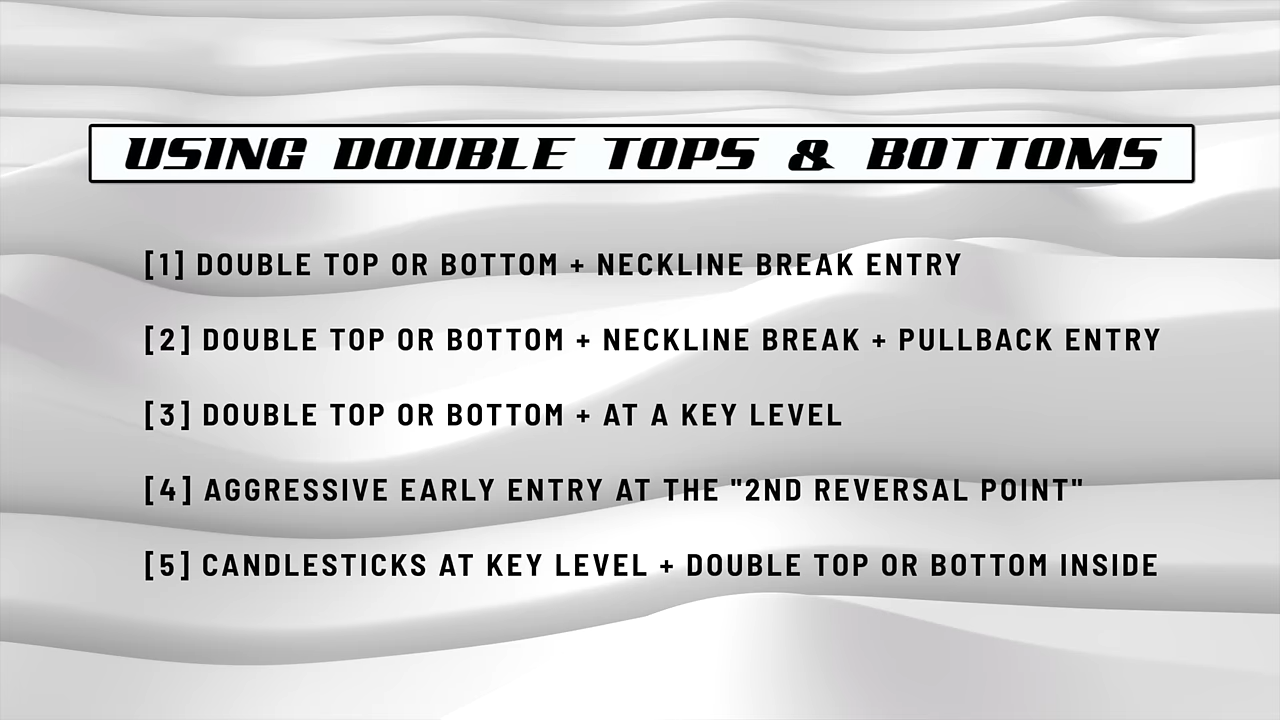 USING DOUBLE TOPS & BOTTOMS
[1] DOUBLE TOP OR BOTTOM + NECKLINE BREAK ENTRY
[2] DOUBLE TOP OR BOTTOM + NECKLINE BREAK + PULLBACK ENTRY
[3] DOUBLE TOP OR BOTTOM + AT A KEY LEVEL
[4] AGGRESSIVE EARLY ENTRY AT THE "2ND REVERSAL POINT"
[5] CANDLESTICKS AT KEY LEVEL + DOUBLE TOP OR BOTTOM INSIDE